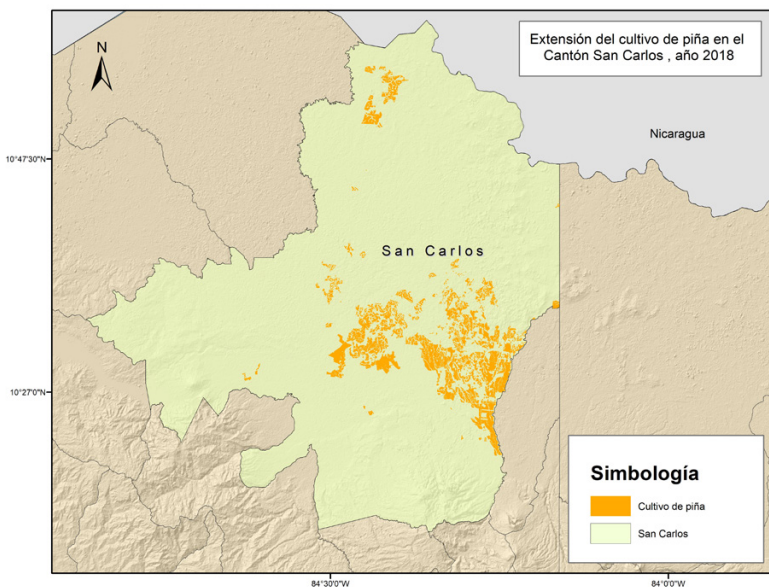 Extensión del cultivo de piña en el
Cantón San Carlos , año 2018
N
Nicaragua
10°47'30"N
San Carlos
10°27'0"N
Simbología
Cultivo de piña
San Carlos
84°30'0"W
84°0'0"W